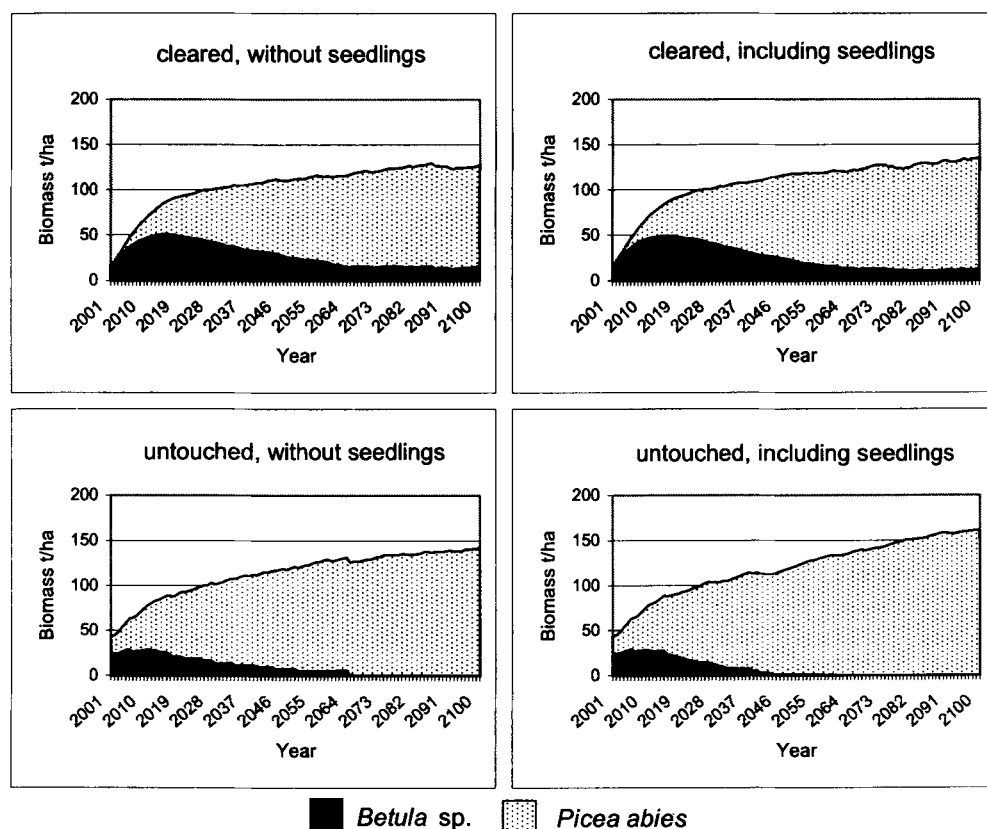 cleared, without seedlings
200
150
100
50
0
Biomass t/ha
2001 2010 2019 2028 2037 2046 2055 2064 2073 2082 2091 2100
Year
cleared, including seedlings
200
150
100
50
0
Biomass t/ha
2001 2010 2019 2028 2037 2046 2055 2064 2073 2082 2091 2100
Year
untouched, without seedlings
200
150
100
50
0
Biomass t/ha
2001 2010 2019 2028 2037 2046 2055 2064 2073 2082 2091 2100
Year
untouched, including seedlings
200
150
100
50
0
Biomass t/ha
2001 2010 2019 2028 2037 2046 2055 2064 2073 2082 2091 2100
Year
Betula sp. Picea abies